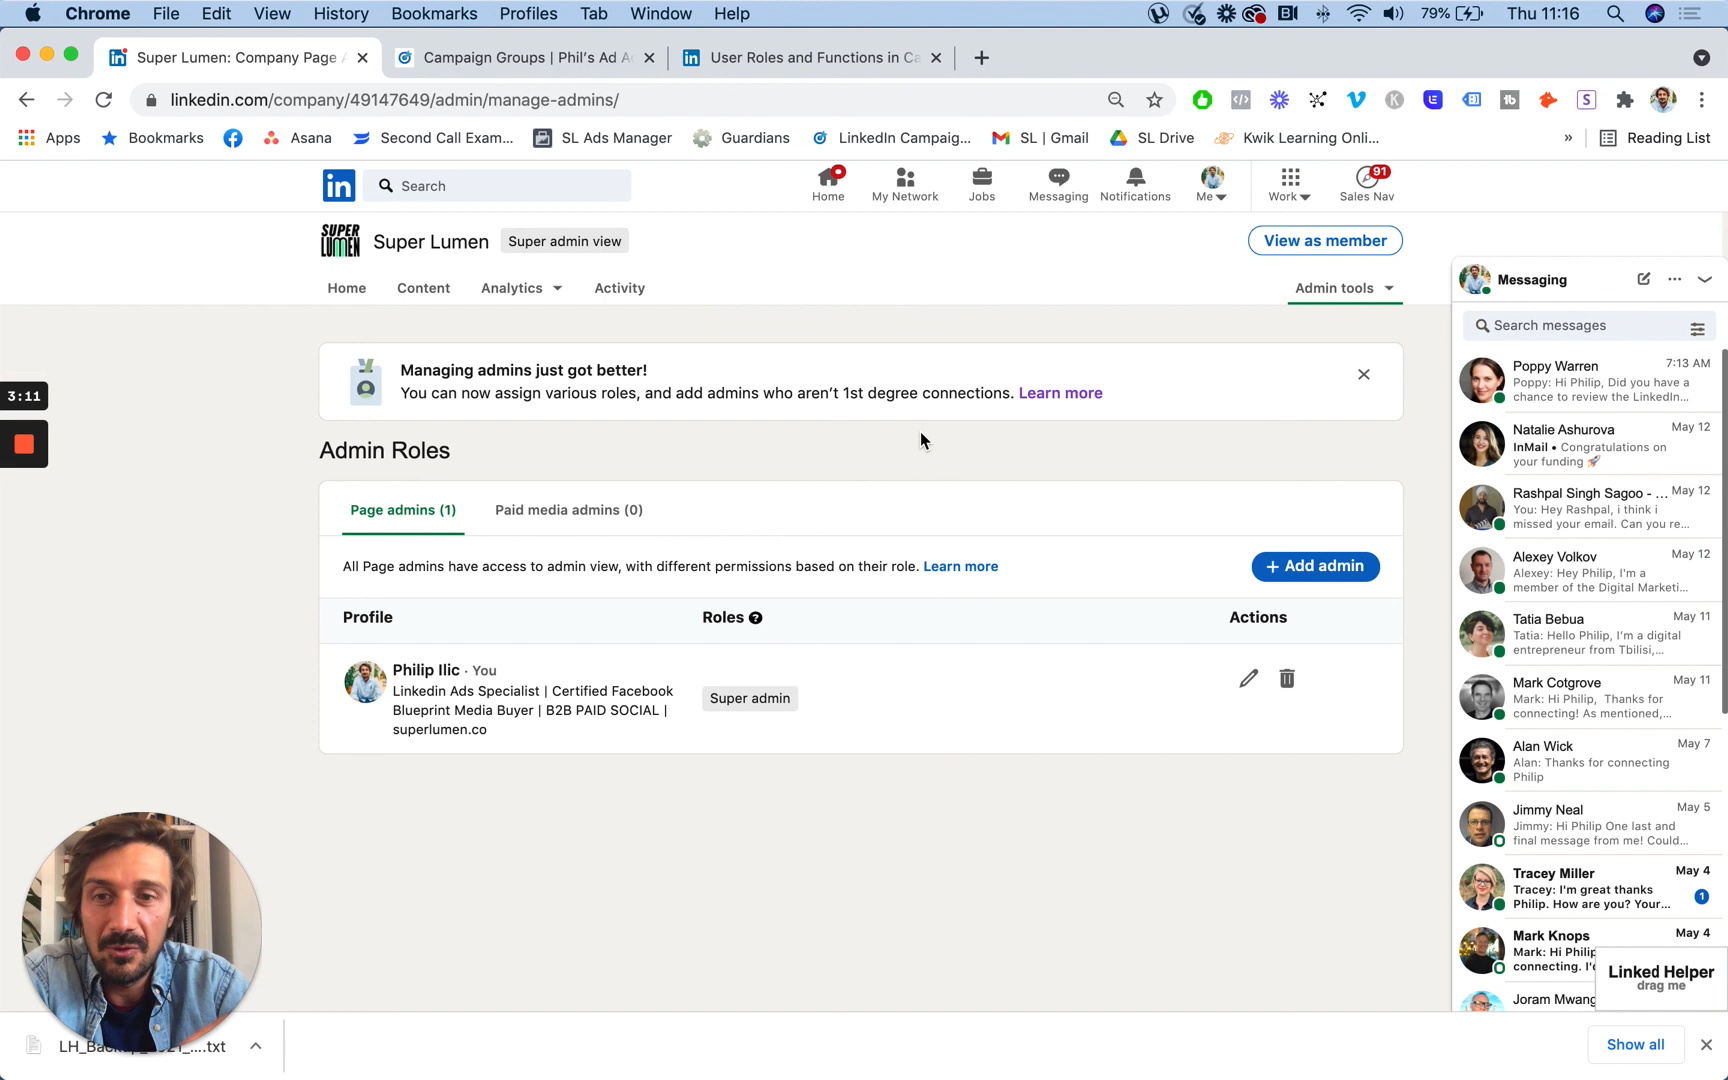 Chrome File Edit View History Bookmarks Profiles Tab Window Help
79% Thu 11:16
Super Lumen: Company Page A
Campaign Groups | Phil's Ad Ac
User Roles and Functions in Ca
linkedin.com/company/49147649/admin/manage-admins/
Apps Bookmarks Asana Second Call Exam... SL Ads Manager Guardians LinkedIn Campaig... SL | Gmail SL Drive Kwik Learning Onli... » Reading List
in Search
Home My Network Jobs Messaging Notifications Me Work Sales Nav
91
SUPER LUMEN
Super Lumen Super admin view
View as member
Home Content Analytics Activity
Admin tools
Managing admins just got better!
You can now assign various roles, and add admins who aren't 1st degree connections. Learn more
Admin Roles
Page admins (1) Paid media admins (0)
All Page admins have access to admin view, with different permissions based on their role. Learn more
+ Add admin
Profile Roles Actions
Philip Ilic · You
Linkedin Ads Specialist | Certified Facebook
Blueprint Media Buyer | B2B PAID SOCIAL |
superlumen.co
Super admin
3:11
Messaging
Search messages
Poppy Warren 7:13 AM
Poppy: Hi Philip, Did you have a
chance to review the LinkedIn...
Natalie Ashurova May 12
InMail • Congratulations on
your funding 🚀
Rashpal Singh Sagoo - ... May 12
You: Hey Rashpal, i think i
missed your email. Can you re...
Alexey Volkov May 12
Alexey: Hey Philip, I'm a
member of the Digital Marketi...
Tatia Bebua May 11
Tatia: Hello Philip, I'm a digital
entrepreneur from Tbilisi,...
Mark Cotgrove May 11
Mark: Hi Philip, Thanks for
connecting! As mentioned,...
Alan Wick May 7
Alan: Thanks for connecting
Philip
Jimmy Neal May 5
Jimmy: Hi Philip One last and
final message from me! Could...
Tracey Miller May 4
Tracey: I'm great thanks
Philip. How are you? Your...
1
Mark Knops May 4
Mark: Hi Philip
connecting. I'
Joram Mwang
Linked Helper
drag me
.txt
Show all